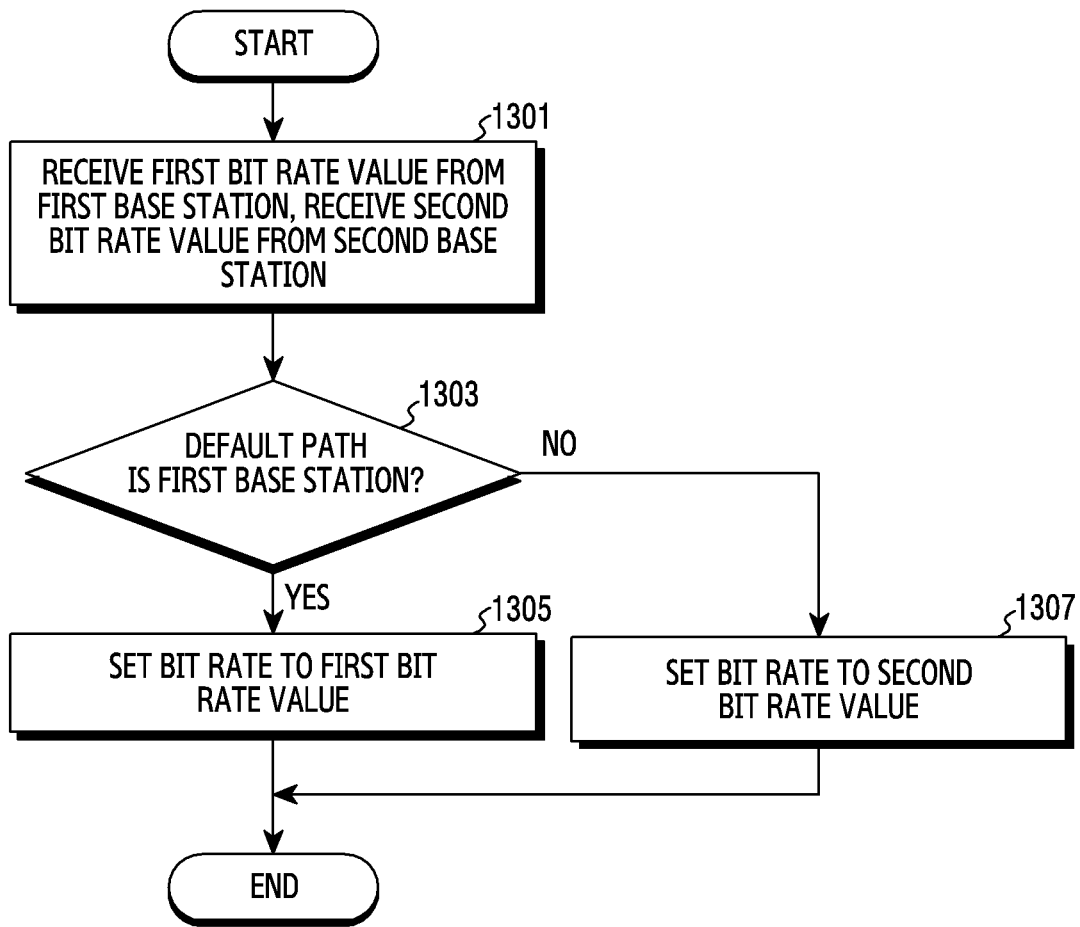 START
1301
RECEIVE FIRST BIT RATE VALUE FROM
FIRST BASE STATION, RECEIVE SECOND
BIT RATE VALUE FROM SECOND BASE
STATION
1303
DEFAULT PATH
IS FIRST BASE STATION?
NO
YES
1305
SET BIT RATE TO FIRST BIT
RATE VALUE
1307
SET BIT RATE TO SECOND
BIT RATE VALUE
END